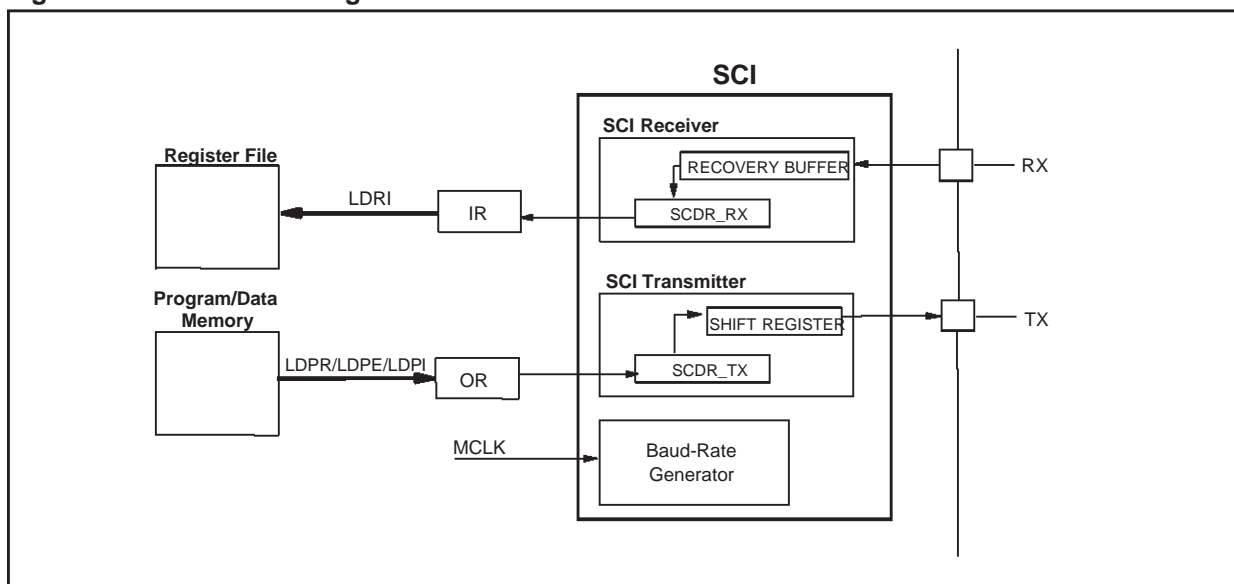 SCI
SCI Receiver
Register File
RECOVERY BUFFER
RX
LDRI
IR
SCDR_RX
SCI Transmitter
Program/Data
Memory
SHIFT REGISTER
TX
LDPR/LDPE/LDPI
OR
SCDR_TX
MCLK
Baud-Rate
Generator